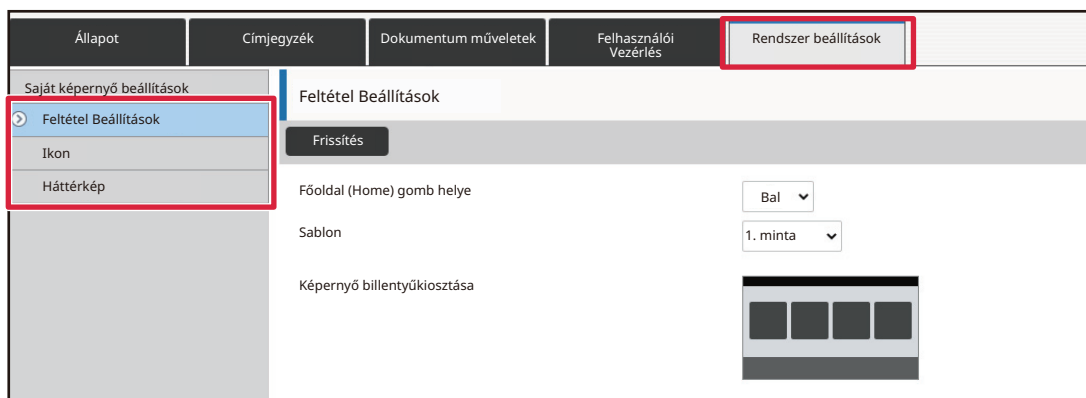 Állapot
Címjegyzék
Dokumentum műveletek
Felhasználói
Vezérlés
Rendszer beállítások
Saját képernyő beállítások
Feltétel Beállítások
Ikon
Háttérkép
Feltétel Beállítások
Frissítés
Főoldal (Home) gomb helye
Bal
Sablon
1. minta
Képernyő billentyűkiosztása